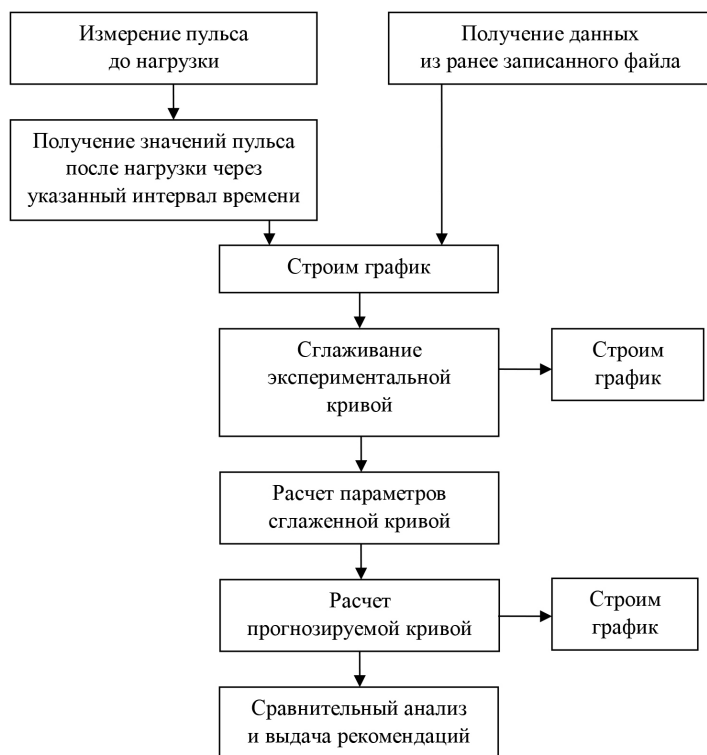 Измерение пульса
до нагрузки
Получение данных
из ранее записанного файла
Получение значений пульса
после нагрузки через
указанный интервал времени
Строим график
Сглаживание
экспериментальной
кривой
Строим
график
Расчет параметров
сглаженной кривой
Расчет
прогнозируемой кривой
Строим
график
Сравнительный анализ
и выдача рекомендаций